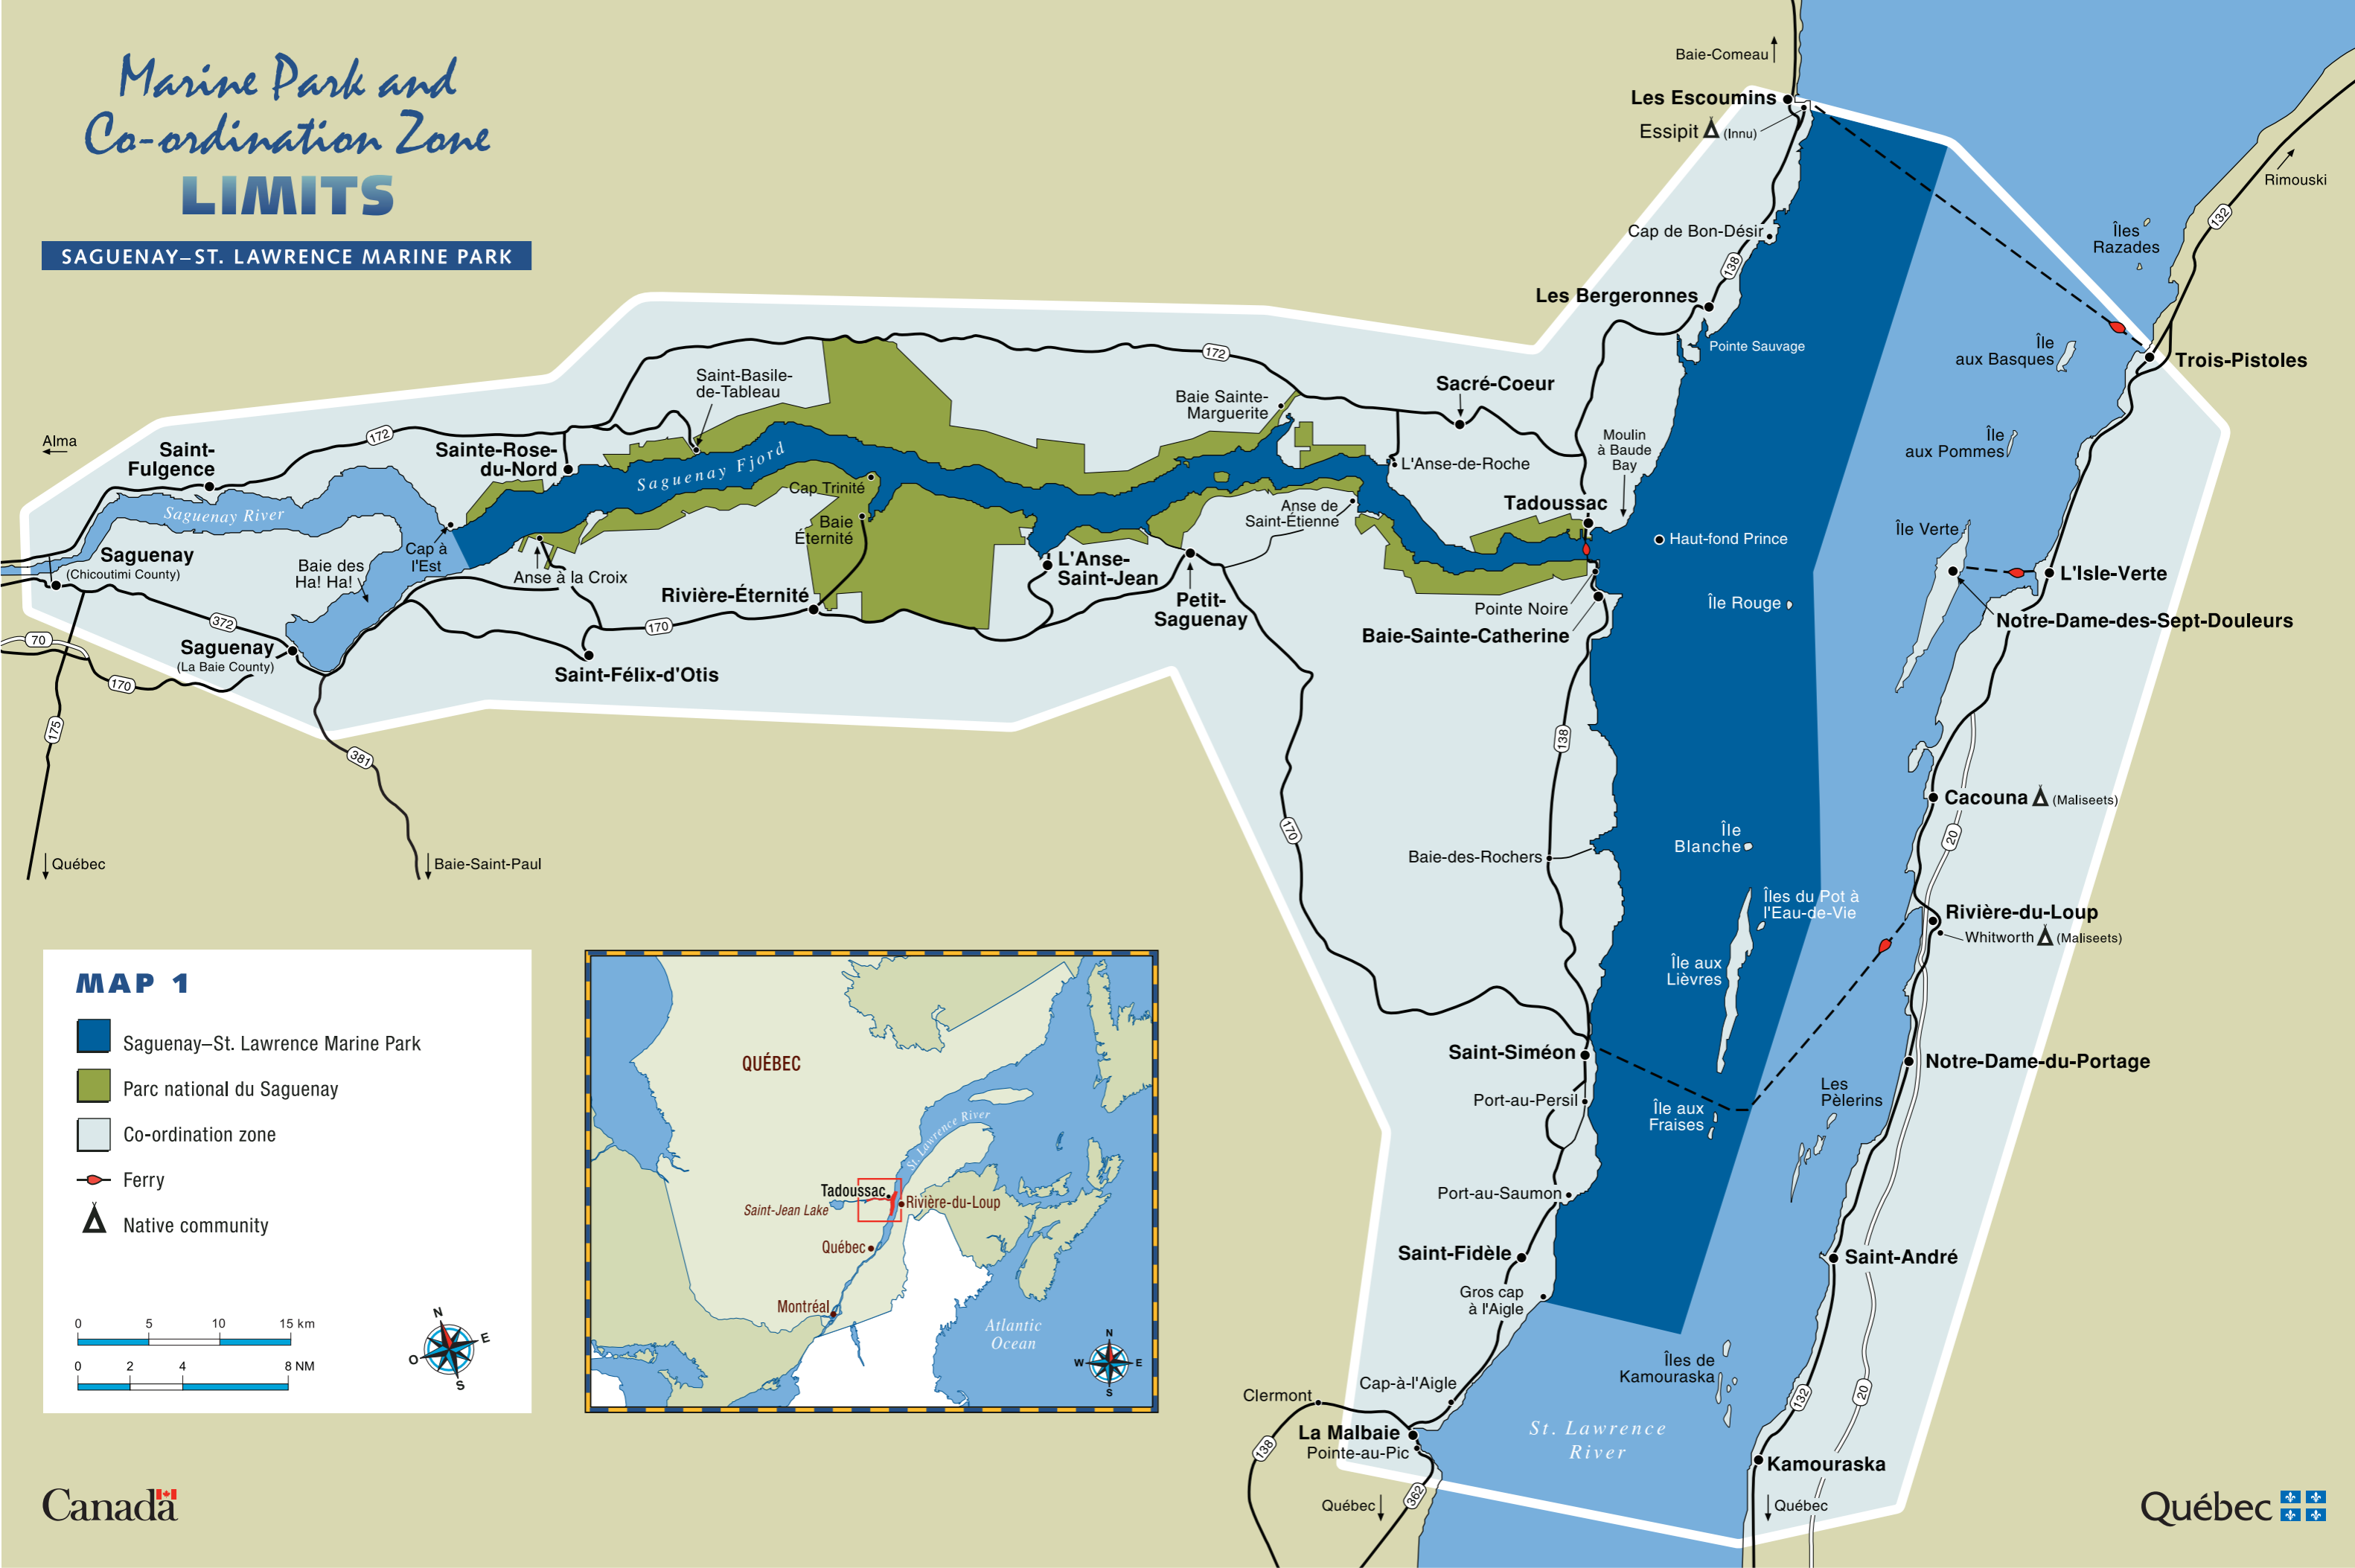 Marine Park and
Co-ordination Zone
LIMITS
SAGUENAY–ST. LAWRENCE MARINE PARK
Baie-Comeau
Les Escoumins
Essipit (Innu)
Rimouski
132
Îles
Razades
Cap de Bon-Désir
138
Les Bergeronnes
Pointe Sauvage
Île
aux Basques
Trois-Pistoles
172
Saint-Basile-
de-Tableau
Baie Sainte-
Marguerite
Sacré-Coeur
Alma
172
Saint-
Fulgence
Sainte-Rose-
du-Nord
Saguenay Fjord
Moulin
à Baude
Bay
Île
aux Pommes
L'Anse-de-Roche
Cap Trinité
Saguenay River
Anse de
Saint-Étienne
Tadoussac
Baie
Éternité
Île Verte
Haut-fond Prince
Cap à
l'Est
Saguenay
(Chicoutimi County)
Baie des
Ha! Ha!
Anse à la Croix
L'Anse-
Saint-Jean
L'Isle-Verte
Rivière-Éternité
Petit-
Saguenay
Pointe Noire
Île Rouge
Notre-Dame-des-Sept-Douleurs
372
170
Baie-Sainte-Catherine
70
Saguenay
(La Baie County)
Saint-Félix-d'Otis
170
175
381
138
Cacouna (Maliseets)
170
Île
Blanche
20
Baie-des-Rochers
Québec
Baie-Saint-Paul
Îles du Pot à
l'Eau-de-Vie
Rivière-du-Loup
Whitworth (Maliseets)
Île aux
Lièvres
Saint-Siméon
Notre-Dame-du-Portage
Port-au-Persil
Île aux
Fraises
Les
Pèlerins
Port-au-Saumon
Saint-Fidèle
Saint-André
Gros cap
à l'Aigle
Îles de
Kamouraska
Cap-à-l'Aigle
Clermont
132
20
La Malbaie
Pointe-au-Pic
138
St. Lawrence
River
Kamouraska
362
Québec
Québec
MAP 1
Saguenay–St. Lawrence Marine Park
Parc national du Saguenay
Co-ordination zone
Ferry
Native community
0 5 10 15 km
0 2 4 8 NM
N
E
O
S
QUÉBEC
St. Lawrence River
Tadoussac
Saint-Jean Lake
Rivière-du-Loup
Québec
Montréal
Atlantic
Ocean
N
W E
S
Canada
Québec